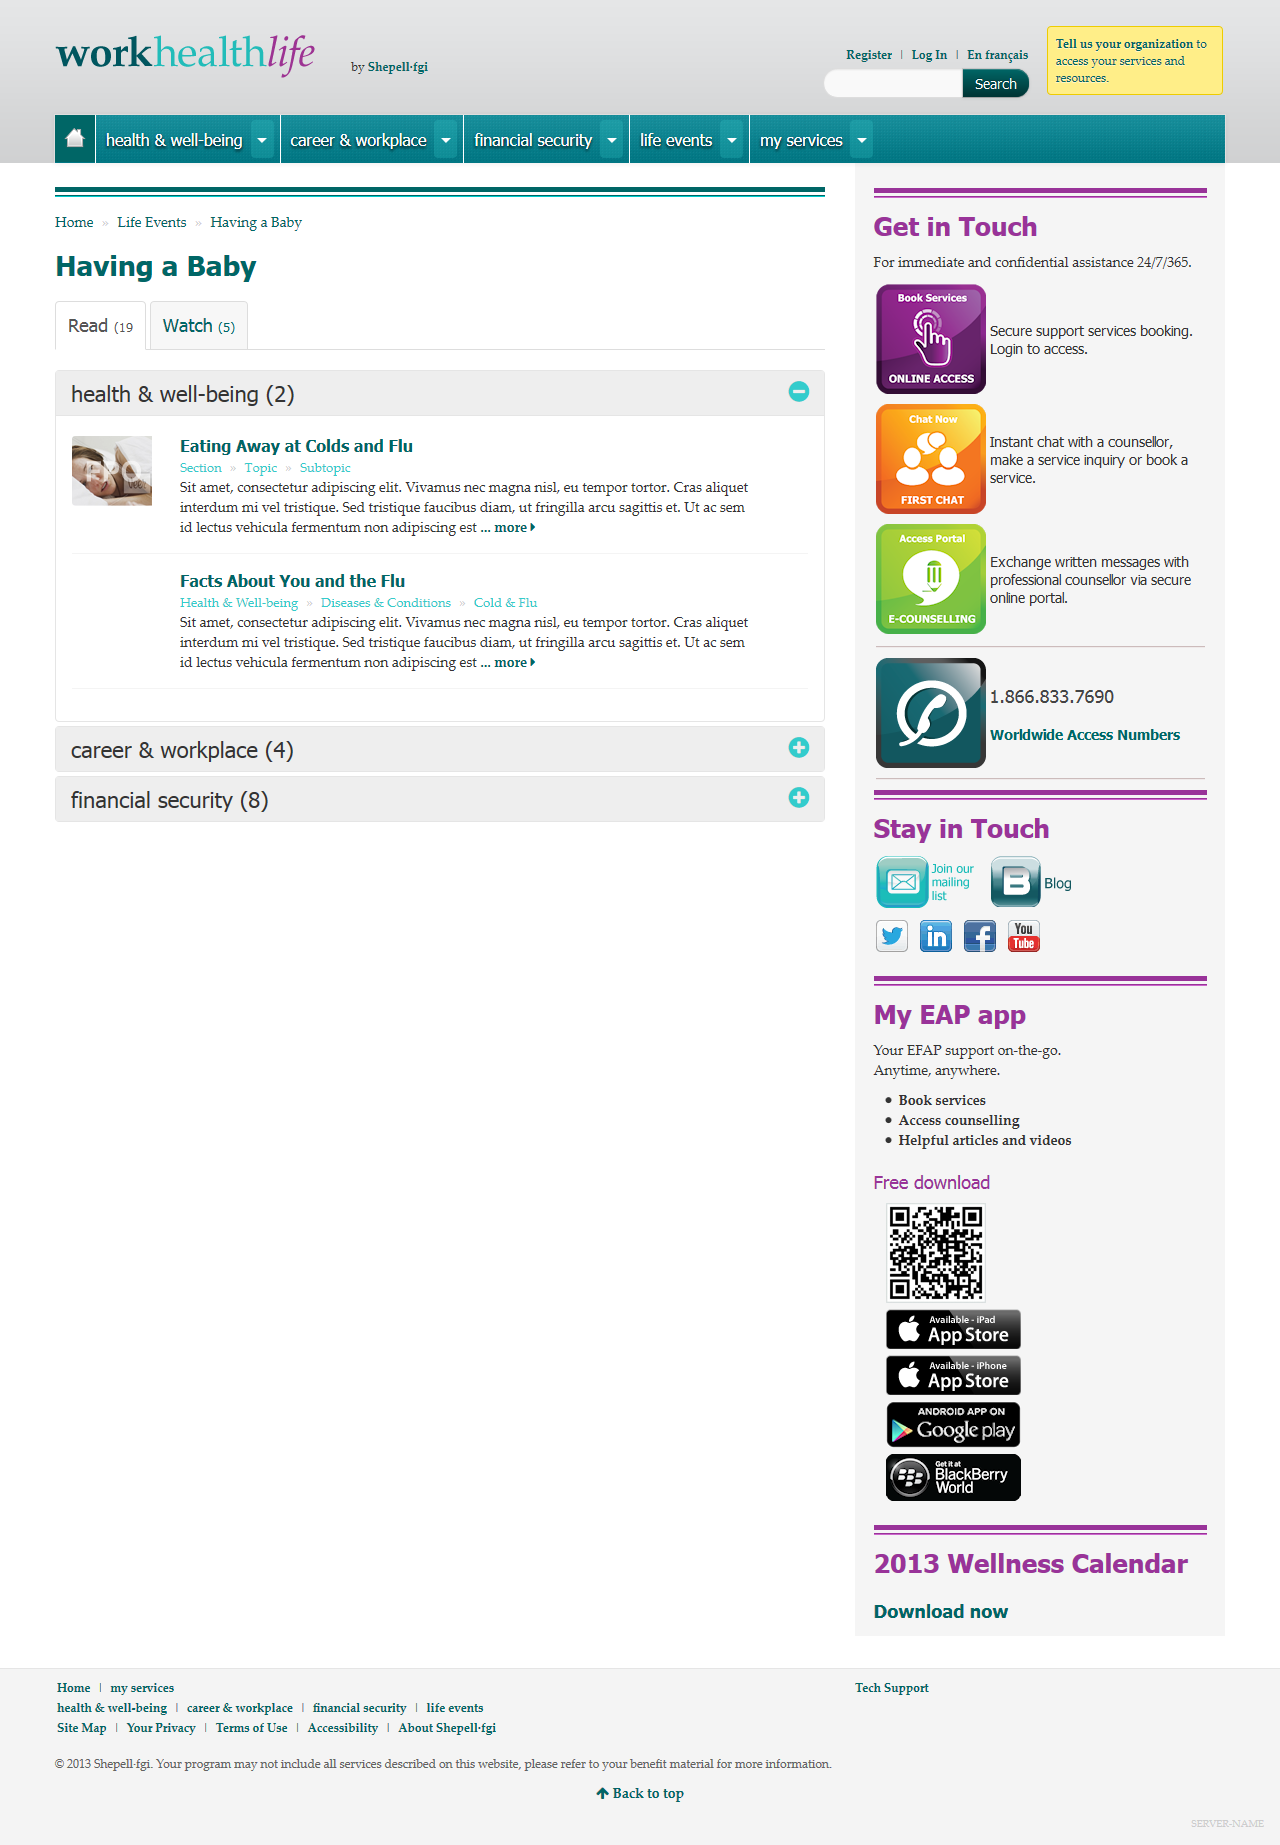 workhealthlife
by Shepell·fgi
Register | Log In | En français
Search
Tell us your organization to
access your services and
resources.
health & well-being
career & workplace
financial security
life events
my services
Home » Life Events » Having a Baby
Having a Baby
Read (19
Watch (5)
health & well-being (2)
FPO
Eating Away at Colds and Flu
Section » Topic » Subtopic
Sit amet, consectetur adipiscing elit. Vivamus nec magna nisl, eu tempor tortor. Cras aliquet
interdum mi vel tristique. Sed tristique faucibus diam, ut fringilla arcu sagittis et. Ut ac sem
id lectus vehicula fermentum non adipiscing est ... more
Facts About You and the Flu
Health & Well-being » Diseases & Conditions » Cold & Flu
Sit amet, consectetur adipiscing elit. Vivamus nec magna nisl, eu tempor tortor. Cras aliquet
interdum mi vel tristique. Sed tristique faucibus diam, ut fringilla arcu sagittis et. Ut ac sem
id lectus vehicula fermentum non adipiscing est ... more
career & workplace (4)
financial security (8)
Get in Touch
For immediate and confidential assistance 24/7/365.
Book Services
ONLINE ACCESS
Secure support services booking.
Login to access.
Chat Now
FIRST CHAT
Instant chat with a counsellor,
make a service inquiry or book a
service.
Access Portal
E-COUNSELLING
Exchange written messages with
professional counsellor via secure
online portal.
1.866.833.7690
Worldwide Access Numbers
Stay in Touch
Join our
mailing
list
B
Blog
in
f
You
Tube
My EAP app
Your EFAP support on-the-go.
Anytime, anywhere.
• Book services
• Access counselling
• Helpful articles and videos
Free download
Available - iPad
App Store
Available - iPhone
App Store
ANDROID APP ON
Google play
Get it at
BlackBerry
World
2013 Wellness Calendar
Download now
Home | my services
health & well-being | career & workplace | financial security | life events
Site Map | Your Privacy | Terms of Use | Accessibility | About Shepell·fgi
Tech Support
© 2013 Shepell·fgi. Your program may not include all services described on this website, please refer to your benefit material for more information.
Back to top
SERVER-NAME